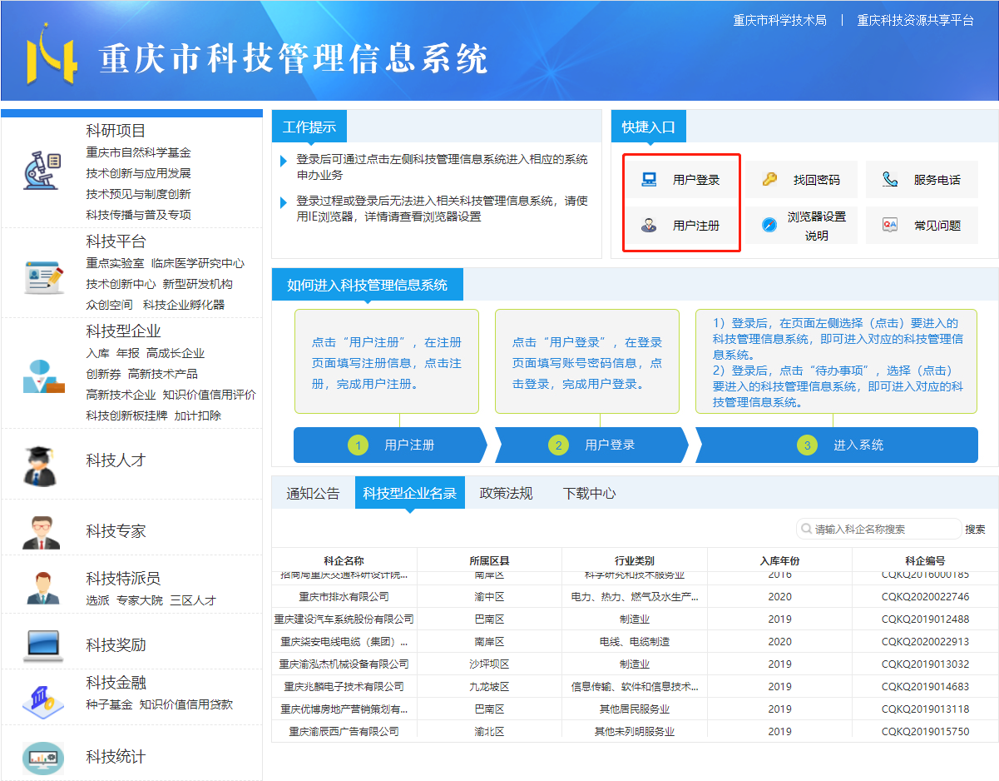 重庆市科学技术局 | 重庆科技资源共享平台
重庆市科技管理信息系统
科研项目
重庆市自然科学基金
技术创新与应用发展
技术预见与制度创新
科技传播与普及专项
科技平台
重点实验室 临床医学研究中心
技术创新中心 新型研发机构
众创空间 科技企业孵化器
科技型企业
入库 年报 高成长企业
创新券 高新技术产品
高新技术企业 知识价值信用评价
科技创新板挂牌 加计扣除
科技人才
科技专家
科技特派员
选派 专家大院 三区人才
科技奖励
科技金融
种子基金 知识价值信用贷款
科技统计
工作提示
登录后可通过点击左侧科技管理信息系统进入相应的系统
申办业务
登录过程或登录后无法进入相关科技管理信息系统，请使
用IE浏览器，详情请查看浏览器设置
快捷入口
用户登录 找回密码 服务电话
用户注册 浏览器设置
说明 常见问题
如何进入科技管理信息系统
点击“用户注册”，在注册
页面填写注册信息，点击注
册，完成用户注册。
点击“用户登录”，在登录
页面填写账号密码信息，点
击登录，完成用户登录。
1）登录后，在页面左侧选择（点击）要进入的
科技管理信息系统，即可进入对应的科技管理信
息系统。
2）登录后，点击“待办事项”，选择（点击）
要进入的科技管理信息系统，即可进入对应的科
技管理信息系统。
1 用户注册 2 用户登录 3 进入系统
通知公告 科技型企业名录 政策法规 下载中心
请输入科企名称搜索 搜索
科企名称 所属区县 行业类别 入库年份 科企编号
招商局重庆交通科研设计院... 南岸区 科学研究和技术服务业 2016 CQKQ2016000185
重庆市排水有限公司 渝中区 电力、热力、燃气及水生产... 2020 CQKQ2020022746
重庆建设汽车系统股份有限公司 巴南区 制造业 2019 CQKQ2019012488
重庆柒安电线电缆（集团）... 南岸区 电线、电缆制造 2020 CQKQ2020022913
重庆渝泓杰机械设备有限公司 沙坪坝区 制造业 2019 CQKQ2019013032
重庆兆麟电子技术有限公司 九龙坡区 信息传输、软件和信息技术... 2019 CQKQ2019014683
重庆优博房地产营销策划有... 巴南区 其他居民服务业 2019 CQKQ2019013118
重庆渝辰西广告有限公司 渝北区 其他未列明服务业 2019 CQKQ2019015750